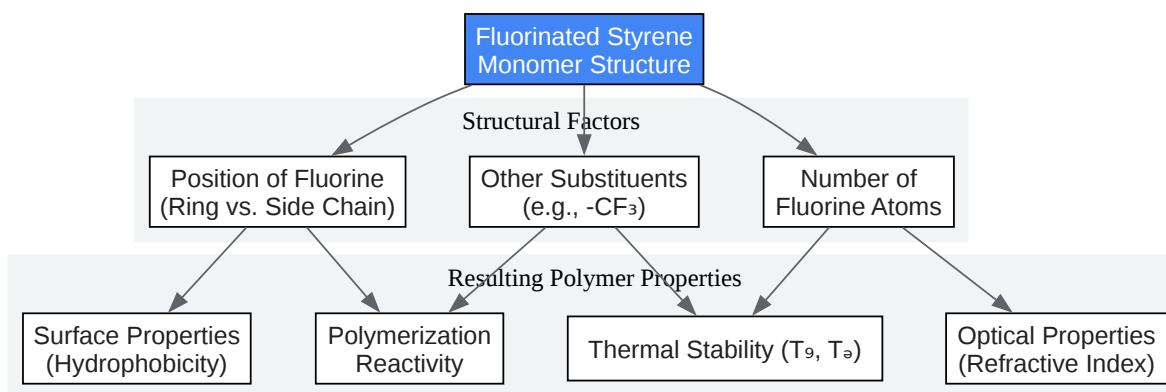 Fluorinated Styrene
Monomer Structure
Structural Factors
Position of Fluorine
(Ring vs. Side Chain)
Other Substituents
(e.g., -CF₃)
Number of
Fluorine Atoms
Resulting Polymer Properties
Surface Properties
(Hydrophobicity)
Polymerization
Reactivity
Thermal Stability (T₉, Tₔ)
Optical Properties
(Refractive Index)